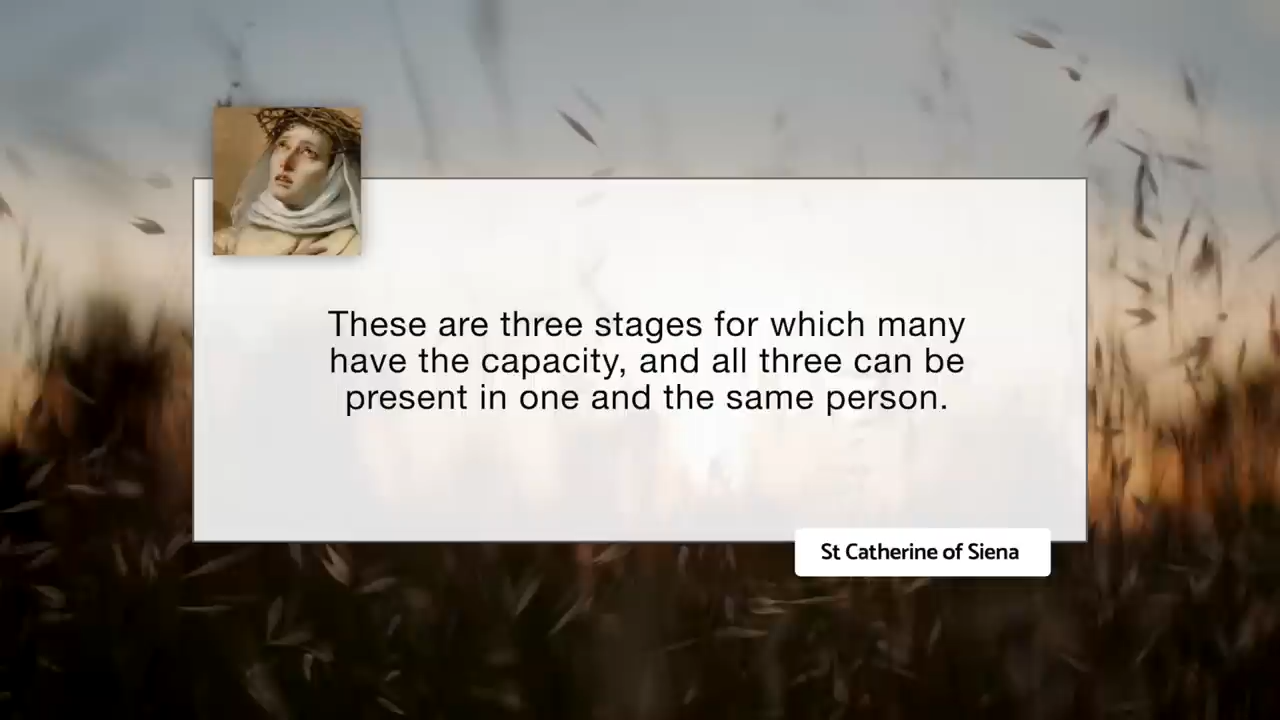 These are three stages for which many
have the capacity, and all three can be
present in one and the same person.
St Catherine of Siena